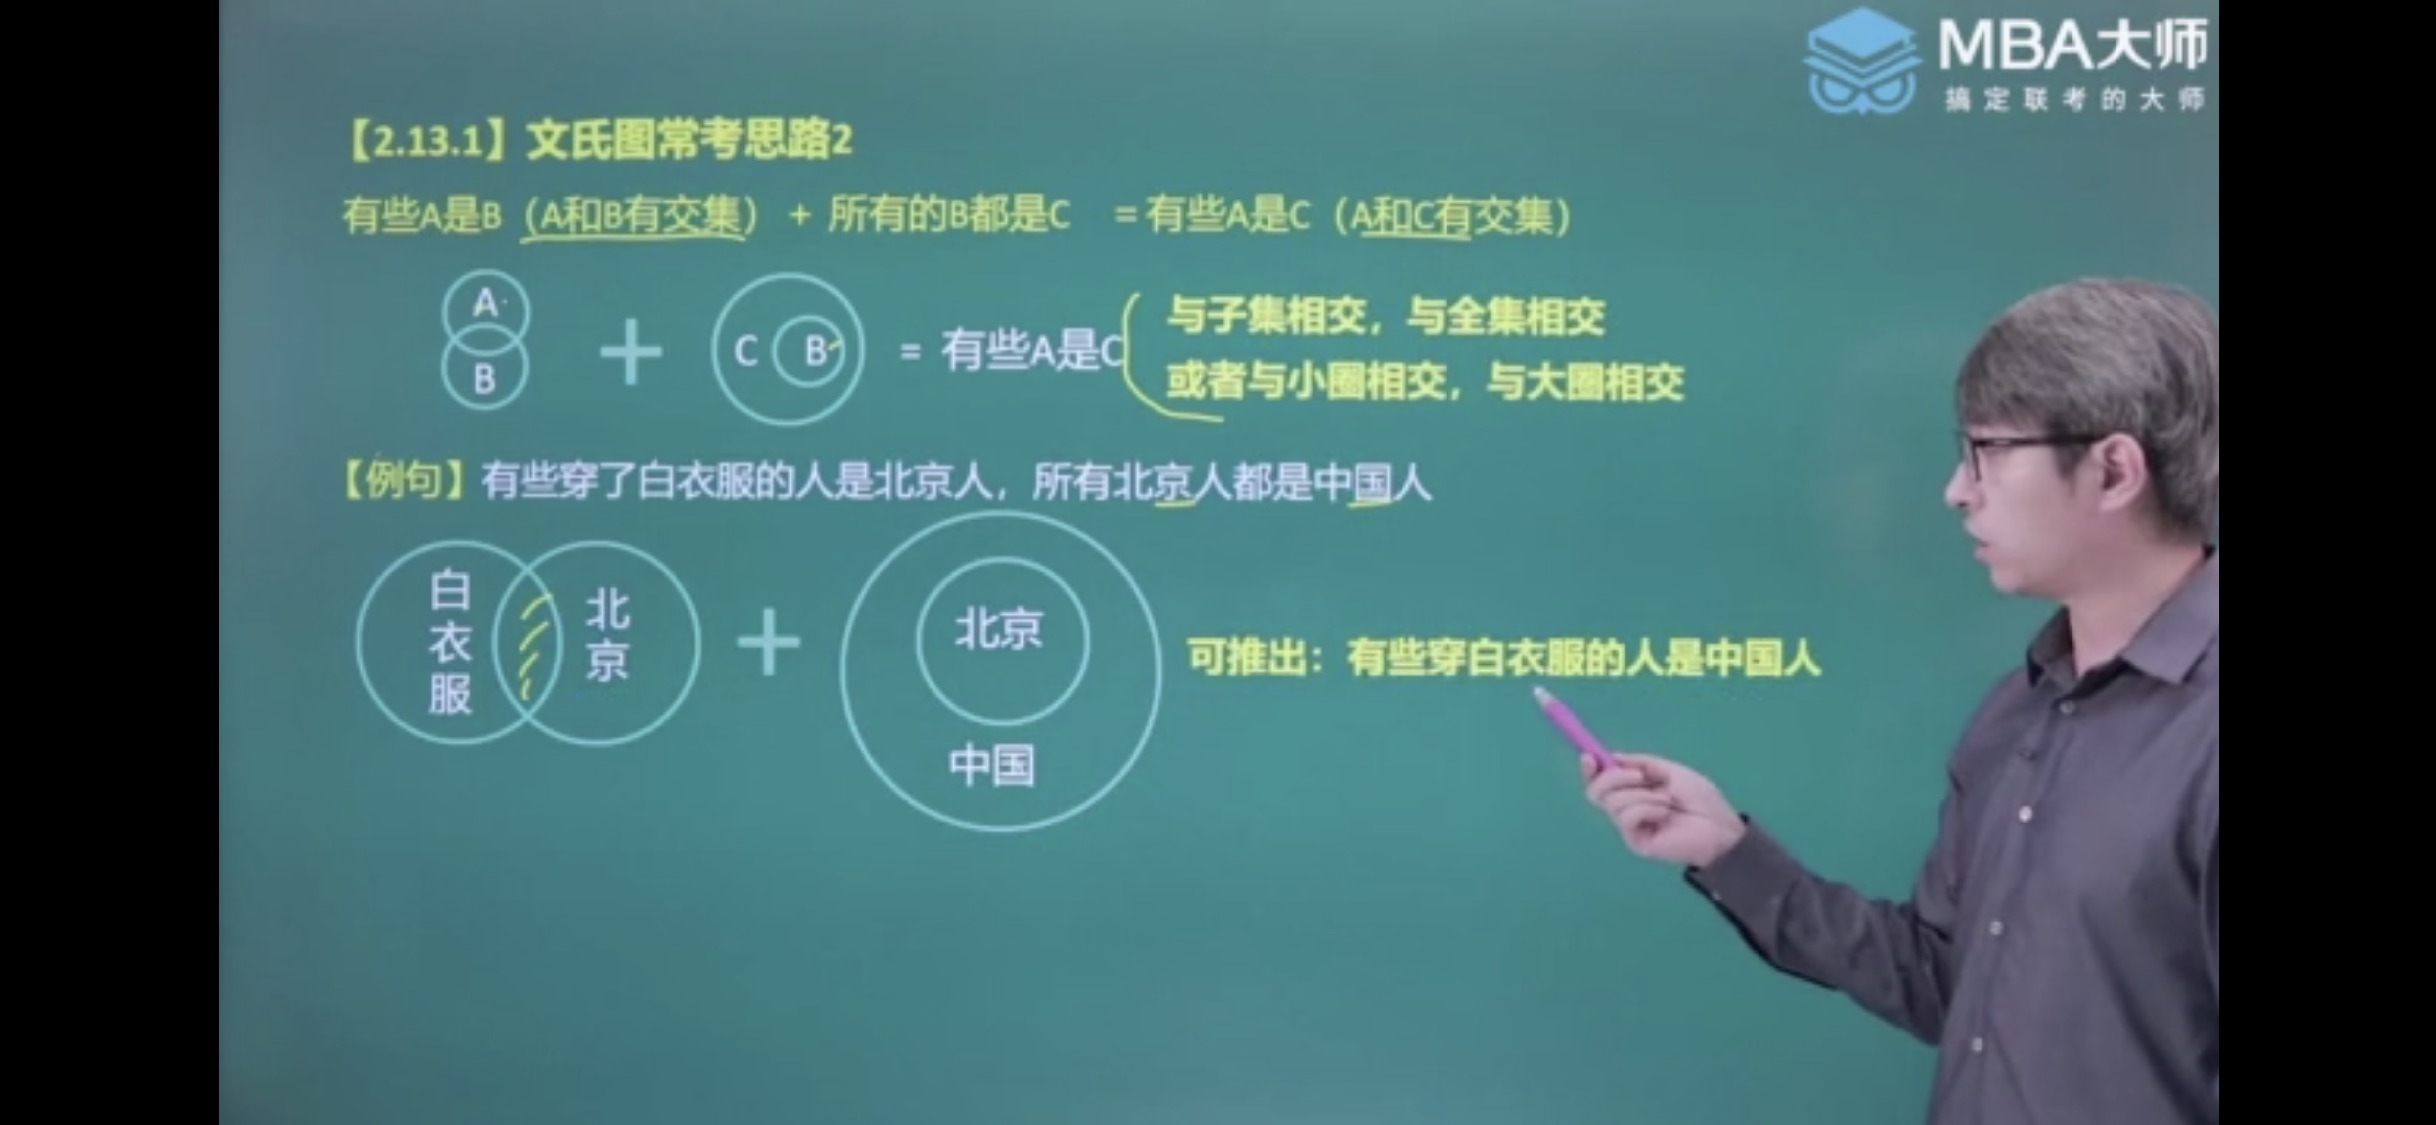 MBA大师
搞定联考的大师
【2.13.1】文氏图常考思路2
有些A是B（A和B有交集）+ 所有的B都是C =有些A是C（A和C有交集）
A
B
+
C B
= 有些A是C
与子集相交，与全集相交
或者与小圈相交，与大圈相交
【例句】有些穿了白衣服的人是北京人，所有北京人都是中国人
白衣服
北京
+
北京
中国
可推出：有些穿白衣服的人是中国人